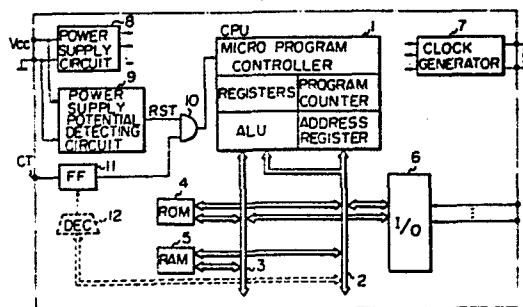 8
Vcc
POWER
SUPPLY
CIRCUIT
9
POWER
SUPPLY
POTENTIAL
DETECTING
CIRCUIT
RST
10
CT
FF
11
DEC
12
CPU
1
MICRO PROGRAM
CONTROLLER
REGISTERS
PROGRAM
COUNTER
ALU
ADDRESS
REGISTER
7
CLOCK
GENERATOR
4
ROM
5
RAM
3
2
6
I/O